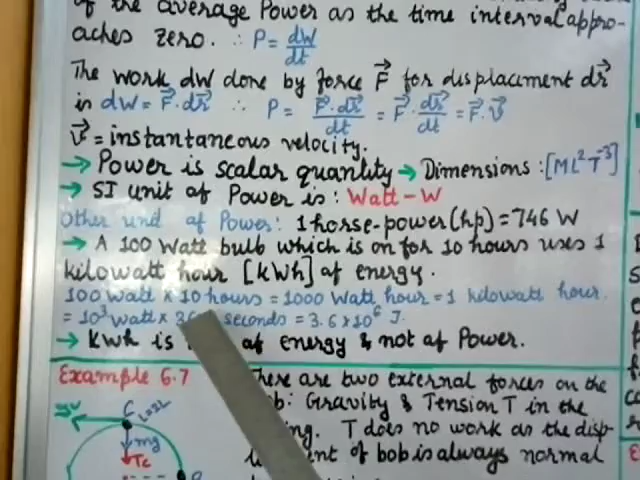 of the average Power as the time interval appro-
aches zero. ∴ P = dW/dt
The work dW done by force F⃗ for displacement dr⃗
is dW = F⃗.dr⃗ ∴ P = F⃗.dr⃗/dt = F⃗.dr⃗/dt = F⃗.v⃗
v⃗ = instantaneous velocity.
→ Power is scalar quantity → Dimensions : [ML²T⁻³]
→ SI unit of Power is : Watt - W
Other unit of Power: 1 horse-power (hp) = 746 W
→ A 100 Watt bulb which is on for 10 hours uses 1
kilowatt hour [kWh] of energy.
100 Watt × 10 hours = 1000 Watt hour = 1 kilowatt hour.
= 10³ watt × 36 seconds = 3.6 × 10⁶ J.
→ kWh is of energy & not of Power.
Example 6.7
There are two external forces on the
bob: Gravity & Tension T in the
T does no work as the disp-
of bob is always normal
C
mg
Tc